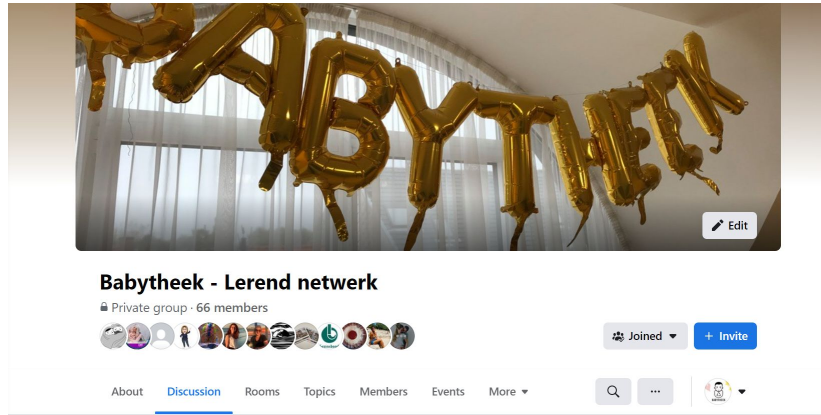 BABYTHEEK
Edit
Babytheek - Lerend netwerk
Private group · 66 members
Joined
+ Invite
About Discussion Rooms Topics Members Events More
...